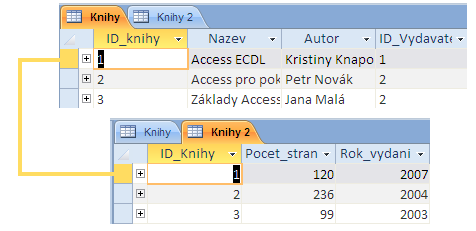 Knihy Knihy 2
ID_knihy Nazev Autor ID_Vydavate
1 Access ECDL Kristiny Knapo 1
2 Access pro pok Petr Novák 2
3 Základy Access Jana Malá 2
Knihy Knihy 2
ID_Knihy Pocet_stran Rok_vydani
1 120 2007
2 236 2004
3 99 2003